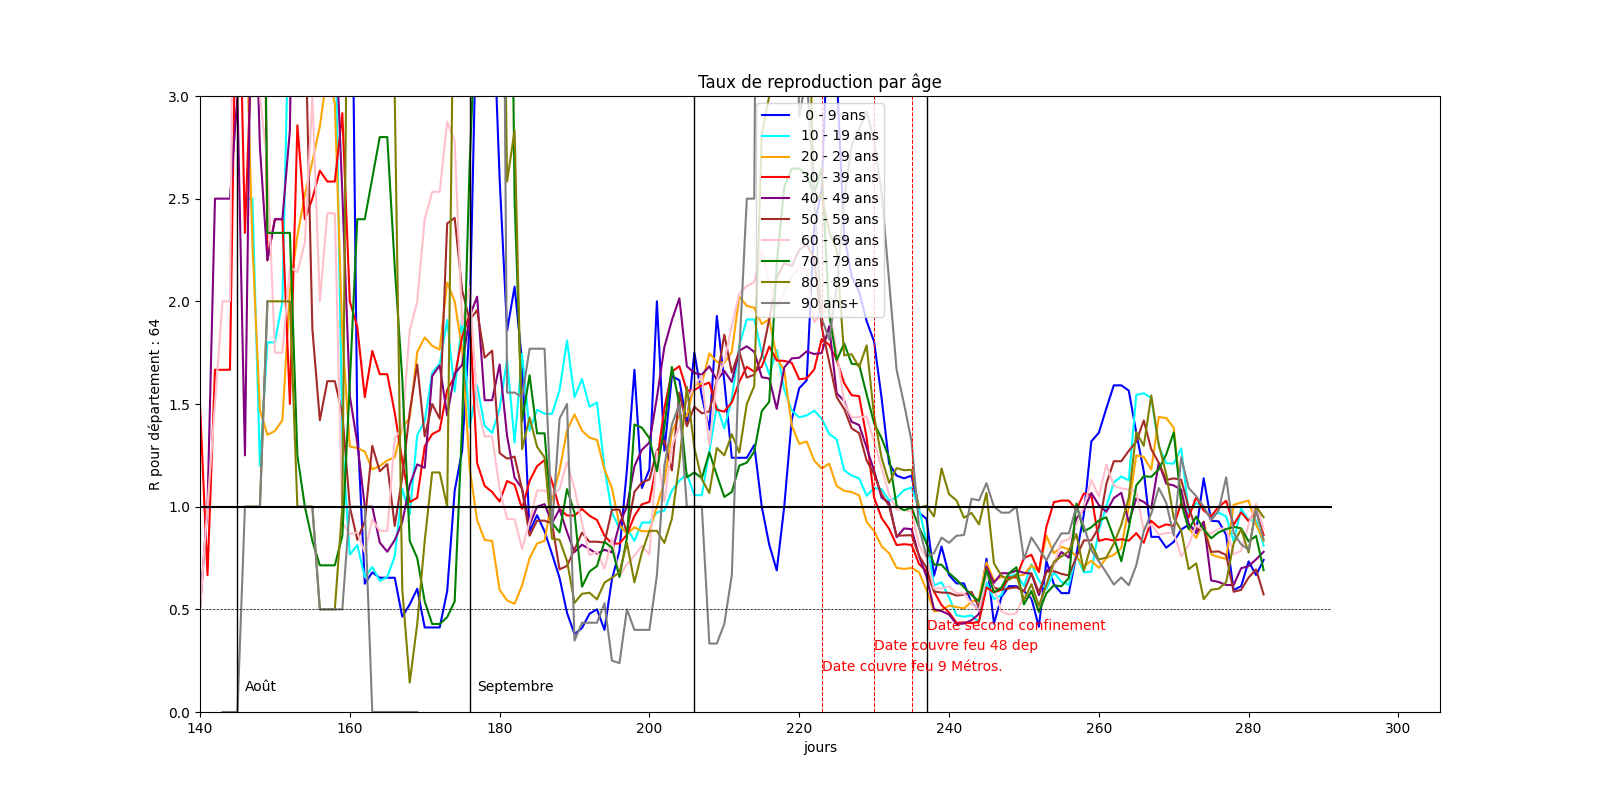 Taux de reproduction par âge
R pour département : 64
3.0
2.5
2.0
1.5
1.0
0.5
0.0
0 - 9 ans
10 - 19 ans
20 - 29 ans
30 - 39 ans
40 - 49 ans
50 - 59 ans
60 - 69 ans
70 - 79 ans
80 - 89 ans
90 ans+
Date second confinement
Date couvre feu 48 dep
Date couvre feu 9 Métros.
Août
Septembre
140 160 180 200 220 240 260 280 300
jours